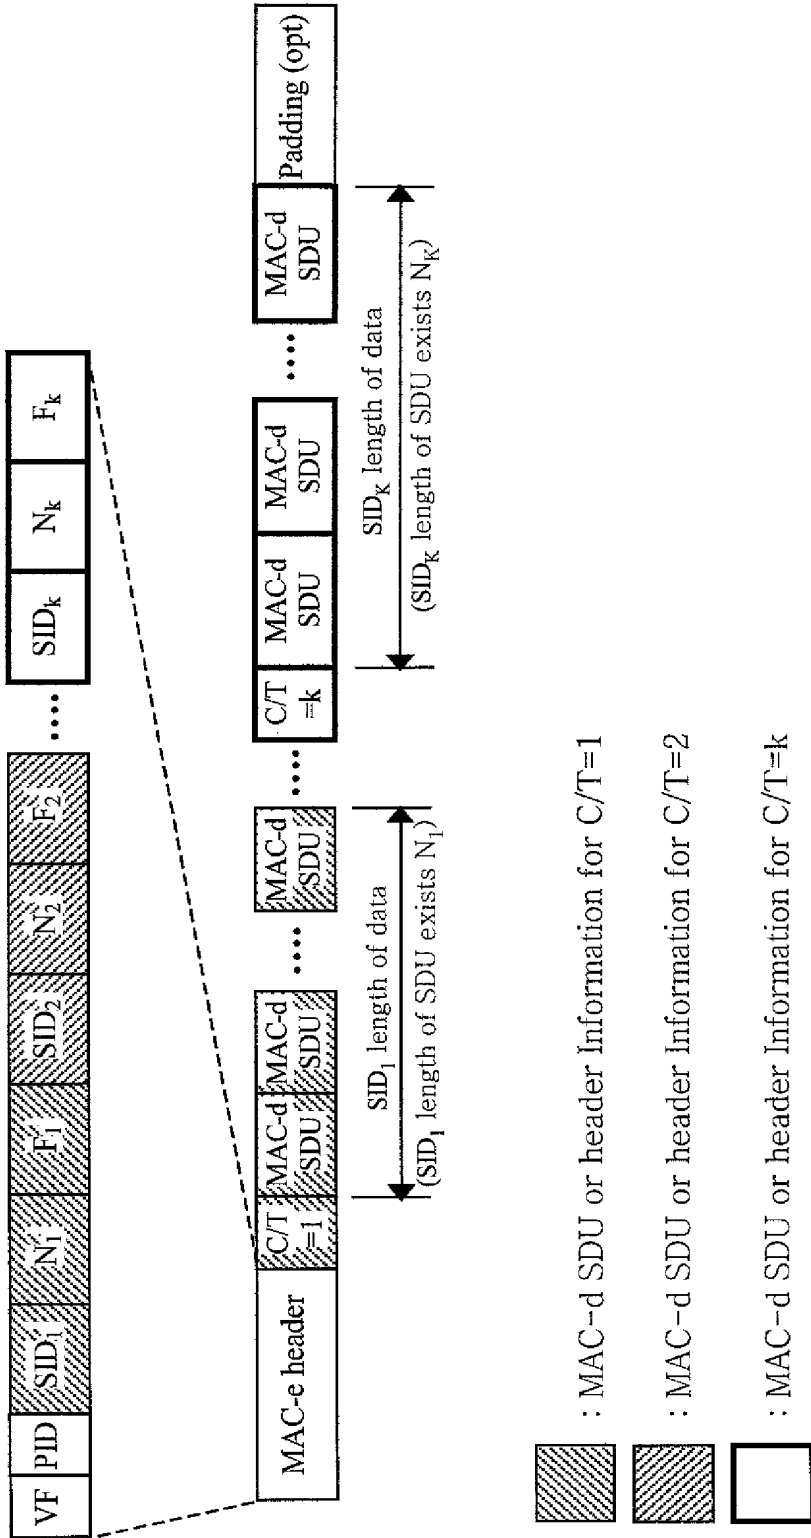 VF PID SID1 N1 F1 SID2 N2 F2 .... SIDk Nk Fk
MAC-e header
C/T
=1
MAC-d
SDU
MAC-d
SDU
....
MAC-d
SDU
....
C/T
=k
MAC-d
SDU
MAC-d
SDU
....
MAC-d
SDU
Padding (opt)
SID1 length of data
(SID1 length of SDU exists N1)
SIDK length of data
(SIDK length of SDU exists NK)
: MAC-d SDU or header Information for C/T=1
: MAC-d SDU or header Information for C/T=2
: MAC-d SDU or header Information for C/T=k